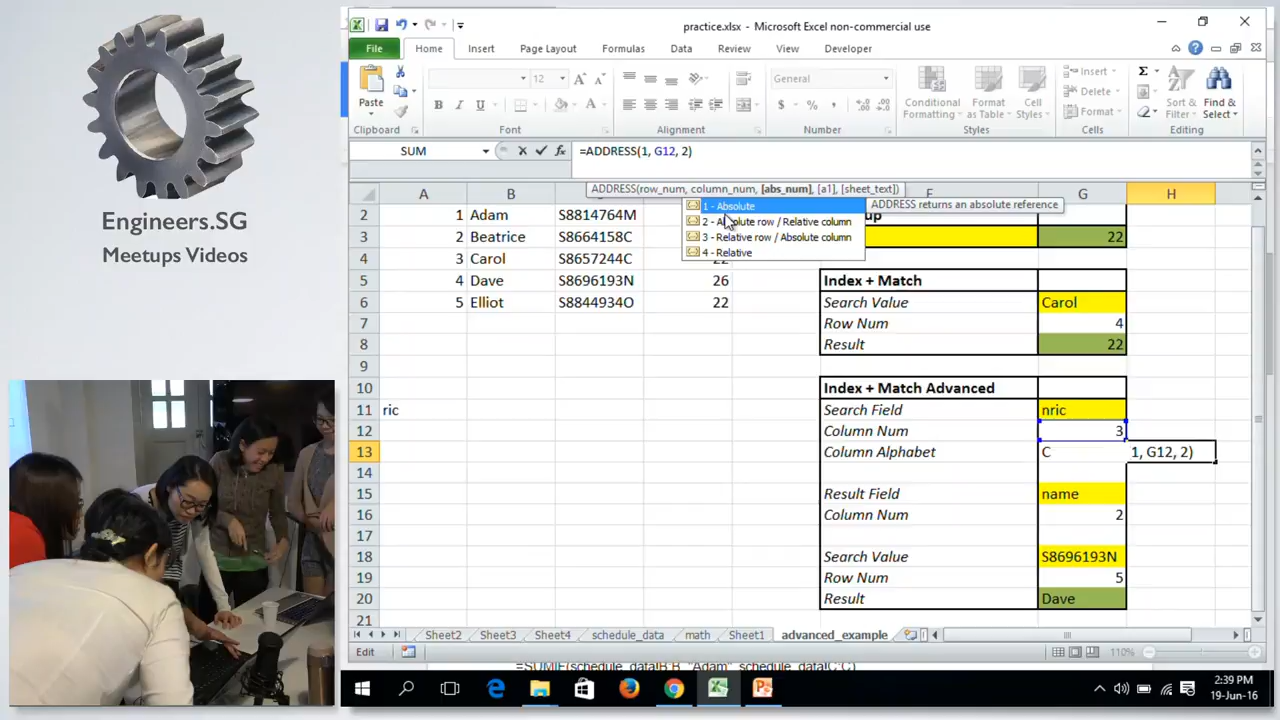 Engineers.SG
Meetups Videos
practice.xlsx - Microsoft Excel non-commercial use
File Home Insert Page Layout Formulas Data Review View Developer
Paste
12
General
Conditional Formatting
Format as Table
Cell Styles
Insert
Delete
Format
Sort & Filter
Find & Select
Clipboard Font Alignment Number Styles Cells Editing
SUM =ADDRESS(1, G12, 2)
ADDRESS(row_num, column_num, [abs_num], [a1], [sheet_text])
1 - Absolute ADDRESS returns an absolute reference
2 - Absolute row / Relative column
3 - Relative row / Absolute column
4 - Relative
A B G H
2 1 Adam S8814764M
3 2 Beatrice S8664158C 22
4 3 Carol S8657244C
5 4 Dave S8696193N 26 Index + Match
6 5 Elliot S8844934O 22 Search Value Carol
7 Row Num 4
8 Result 22
9
10 Index + Match Advanced
11 ric Search Field nric
12 Column Num 3
13 Column Alphabet C 1, G12, 2)
14
15 Result Field name
16 Column Num 2
17
18 Search Value S8696193N
19 Row Num 5
20 Result Dave
21
Sheet2 Sheet3 Sheet4 schedule_data math Sheet1 advanced_example
Edit 110%
=SUMIF(schedule_data!B:B, "Adam", schedule_data!C:C)
2:39 PM
19-Jun-16